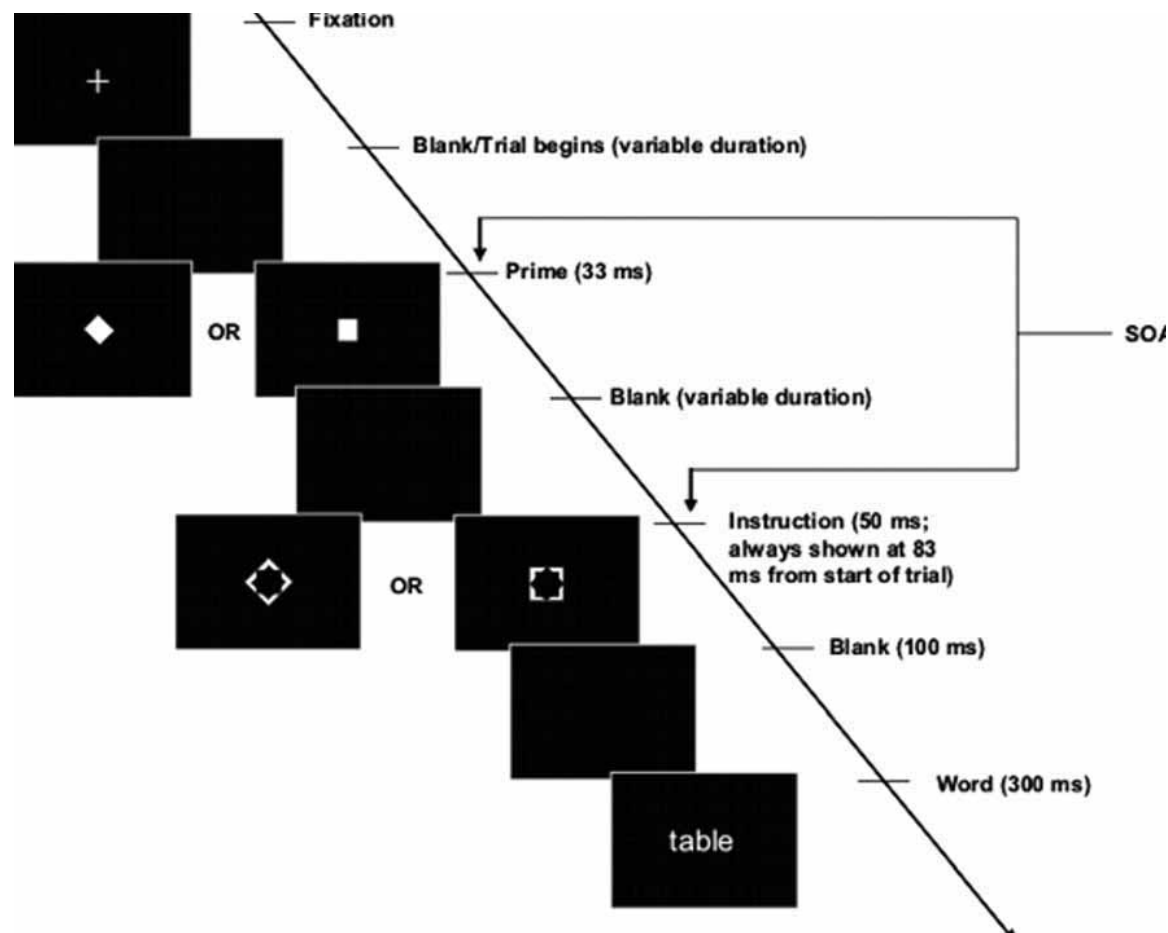 Fixation
Blank/Trial begins (variable duration)
Prime (33 ms)
OR
SOA
Blank (variable duration)
Instruction (50 ms;
always shown at 83
ms from start of trial)
OR
Blank (100 ms)
Word (300 ms)
table